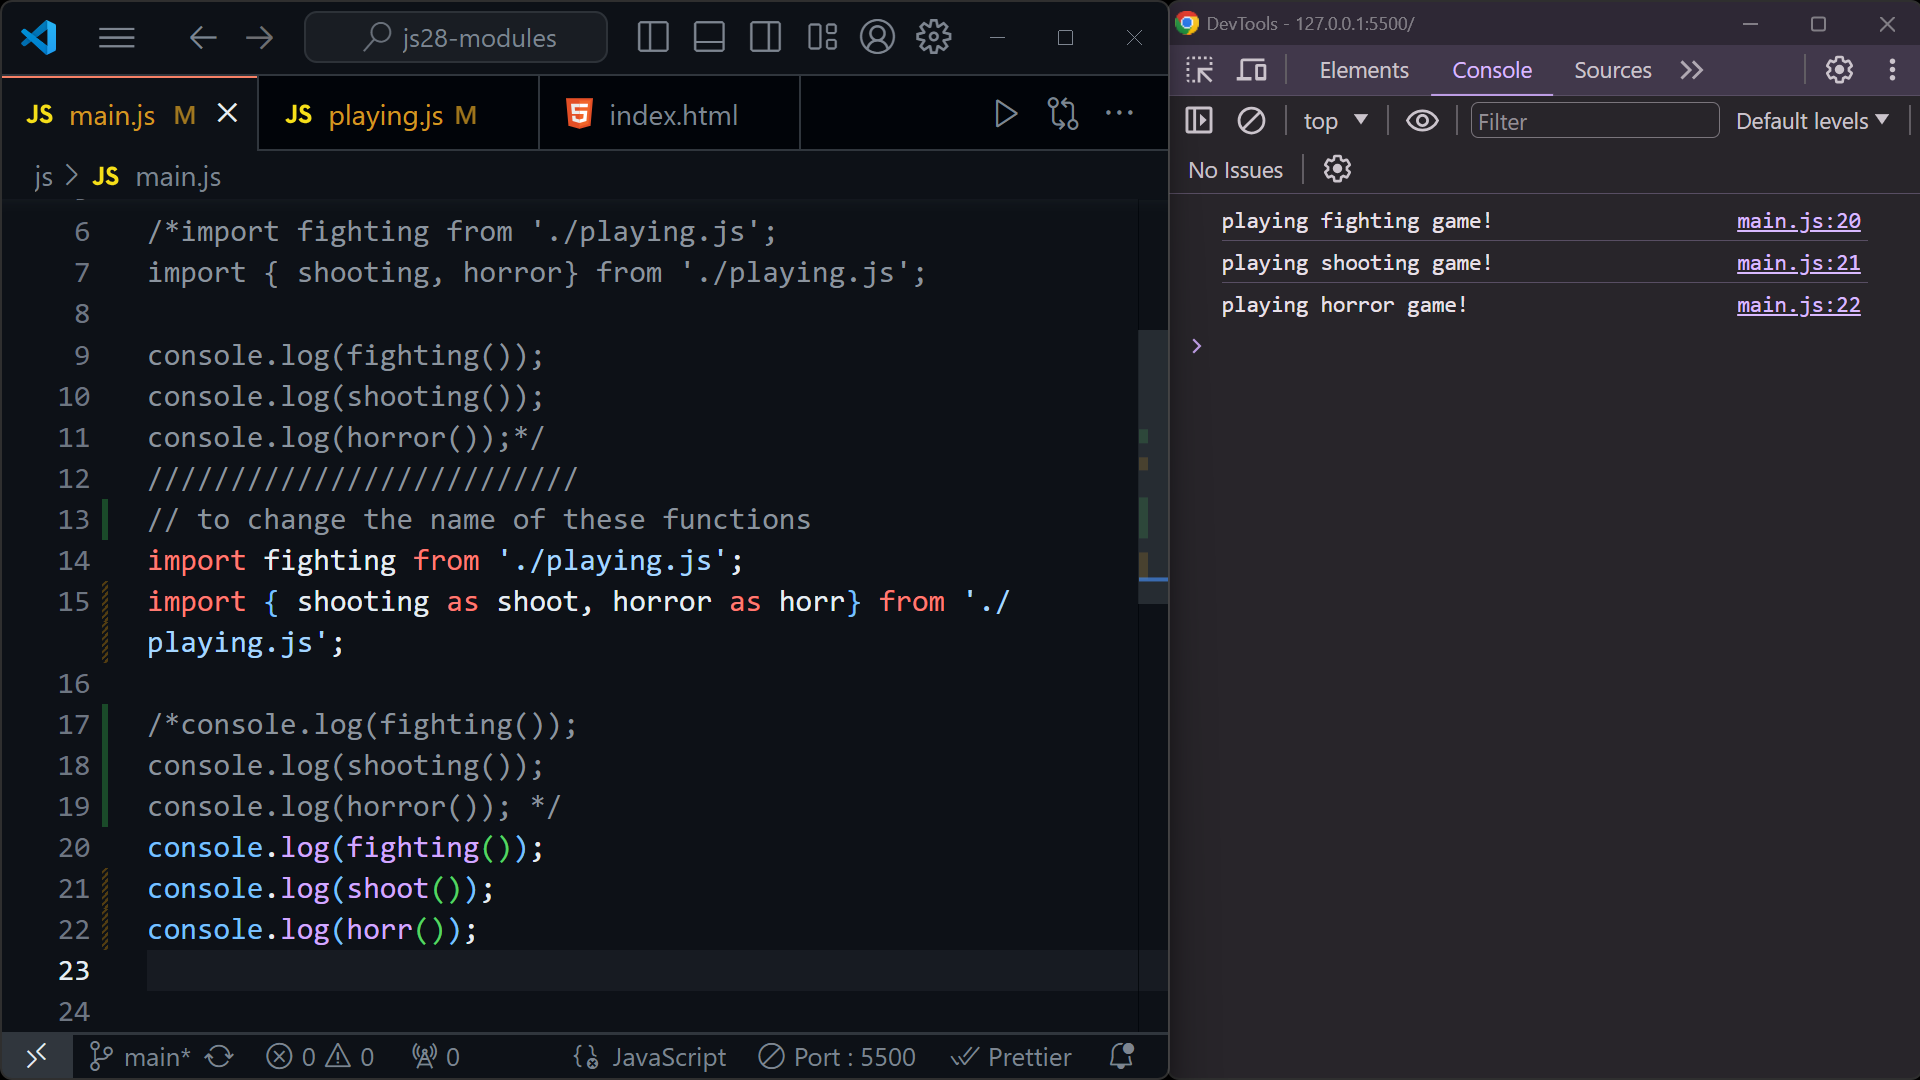 js28-modules
JS main.js M
JS playing.js M
index.html
js > JS main.js
6 /*import fighting from './playing.js';
7 import { shooting, horror} from './playing.js';
8
9 console.log(fighting());
10 console.log(shooting());
11 console.log(horror());*/
12 //////////////////////////
13 // to change the name of these functions
14 import fighting from './playing.js';
15 import { shooting as shoot, horror as horr} from './
playing.js';
16
17 /*console.log(fighting());
18 console.log(shooting());
19 console.log(horror()); */
20 console.log(fighting());
21 console.log(shoot());
22 console.log(horr());
23
24
main* 0 0 0 JavaScript Port : 5500 Prettier
DevTools - 127.0.0.1:5500/
Elements Console Sources
top Filter Default levels
No Issues
playing fighting game! main.js:20
playing shooting game! main.js:21
playing horror game! main.js:22